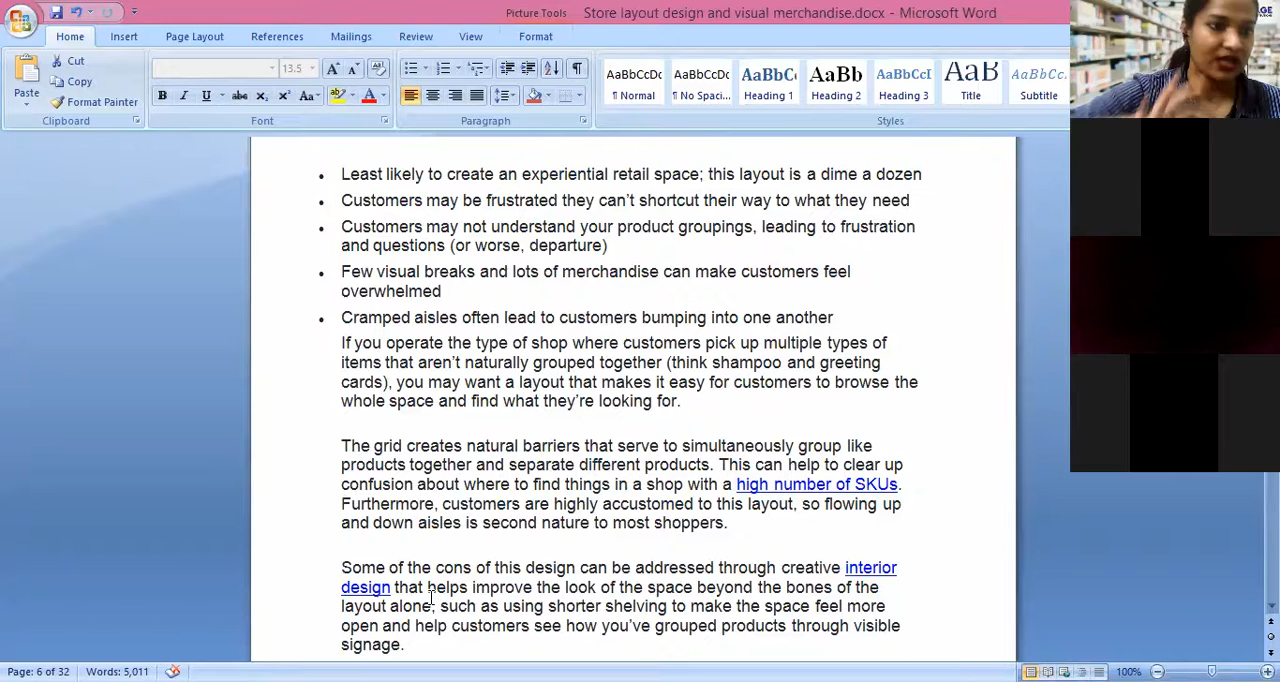 Picture Tools
Store layout design and visual merchandise.docx - Microsoft Word
GE
Home Insert Page Layout References Mailings Review View Format
Paste
Cut
Copy
Format Painter
Clipboard
13.5
Font
Paragraph
AaBbCcDc AaBbCcDc AaBbC AaBb AaBbCcI AaB AaBbCcI
¶ Normal ¶ No Spaci... Heading 1 Heading 2 Heading 3 Title Subtitle
Styles
• Least likely to create an experiential retail space; this layout is a dime a dozen
• Customers may be frustrated they can’t shortcut their way to what they need
• Customers may not understand your product groupings, leading to frustration
and questions (or worse, departure)
• Few visual breaks and lots of merchandise can make customers feel
overwhelmed
• Cramped aisles often lead to customers bumping into one another
If you operate the type of shop where customers pick up multiple types of
items that aren’t naturally grouped together (think shampoo and greeting
cards), you may want a layout that makes it easy for customers to browse the
whole space and find what they’re looking for.
The grid creates natural barriers that serve to simultaneously group like
products together and separate different products. This can help to clear up
confusion about where to find things in a shop with a high number of SKUs.
Furthermore, customers are highly accustomed to this layout, so flowing up
and down aisles is second nature to most shoppers.
Some of the cons of this design can be addressed through creative interior
design that helps improve the look of the space beyond the bones of the
layout alone, such as using shorter shelving to make the space feel more
open and help customers see how you’ve grouped products through visible
signage.
Page: 6 of 32 Words: 5,011 100%